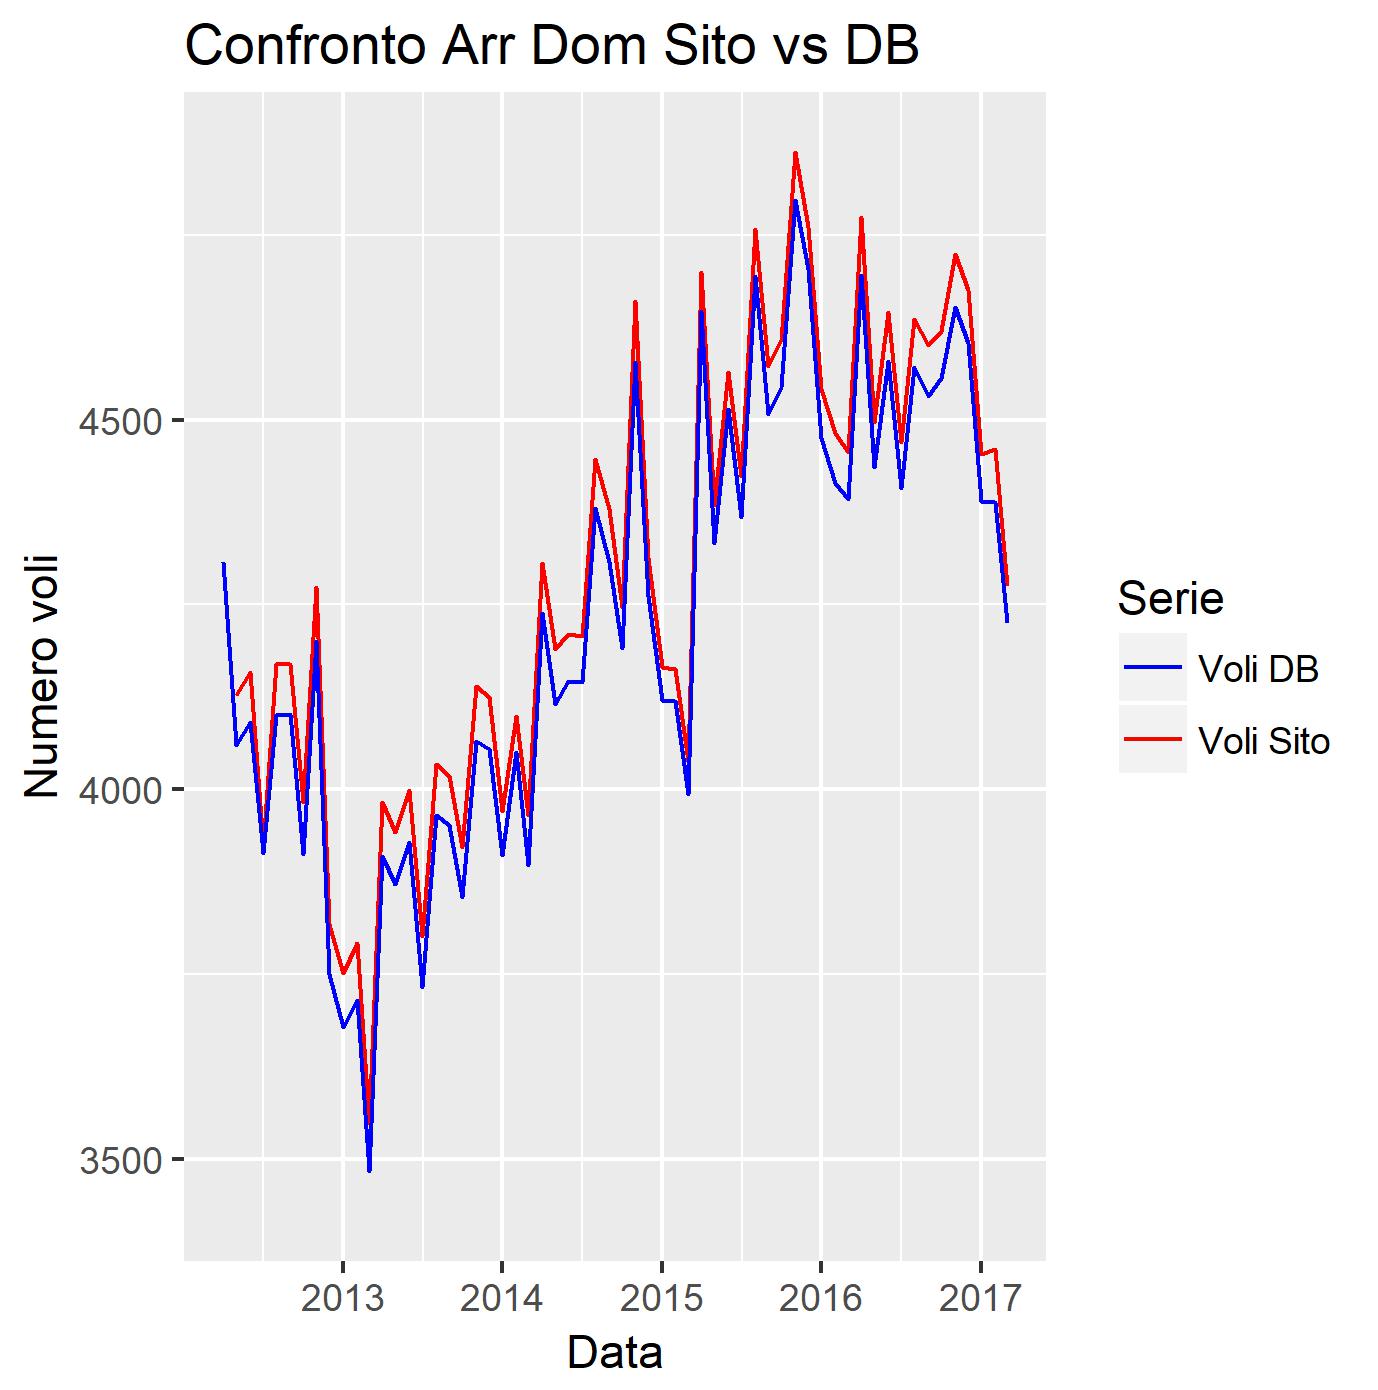 Confronto Arr Dom Sito vs DB
Numero voli
4500
4000
3500
2013 2014 2015 2016 2017
Data
Serie
Voli DB
Voli Sito